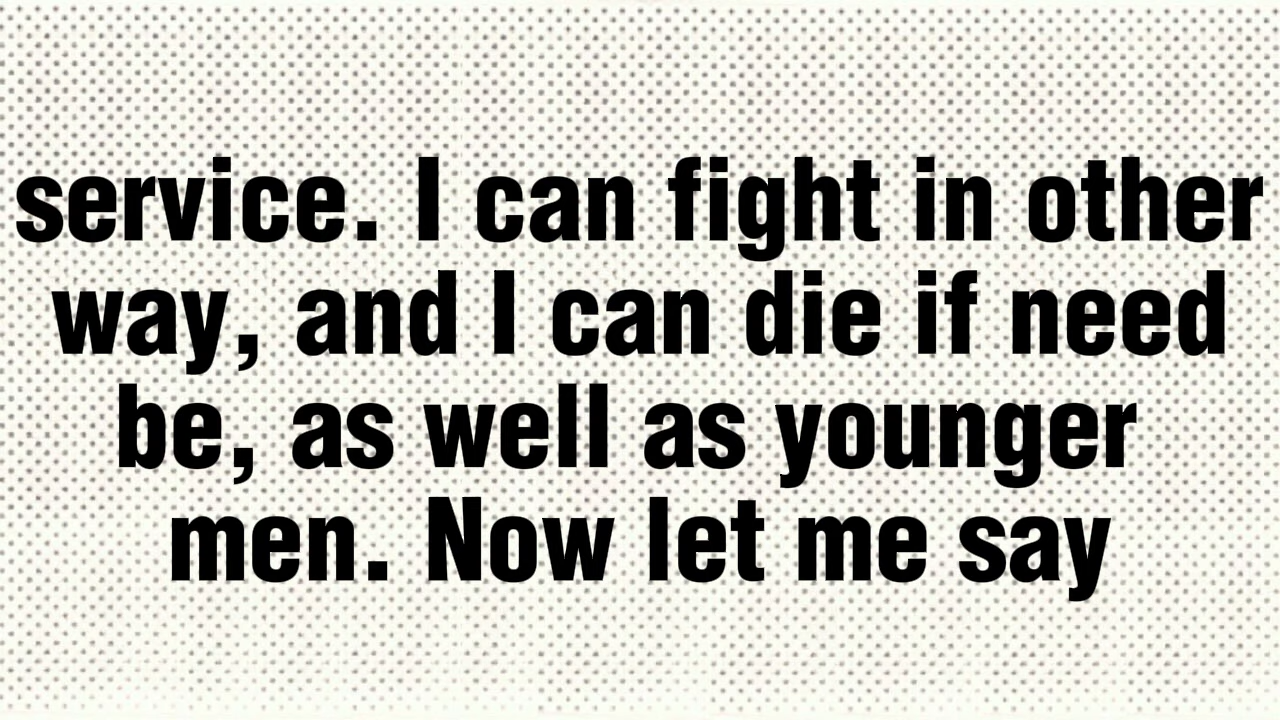 service. I can fight in other
way, and I can die if need
be, as well as younger
men. Now let me say